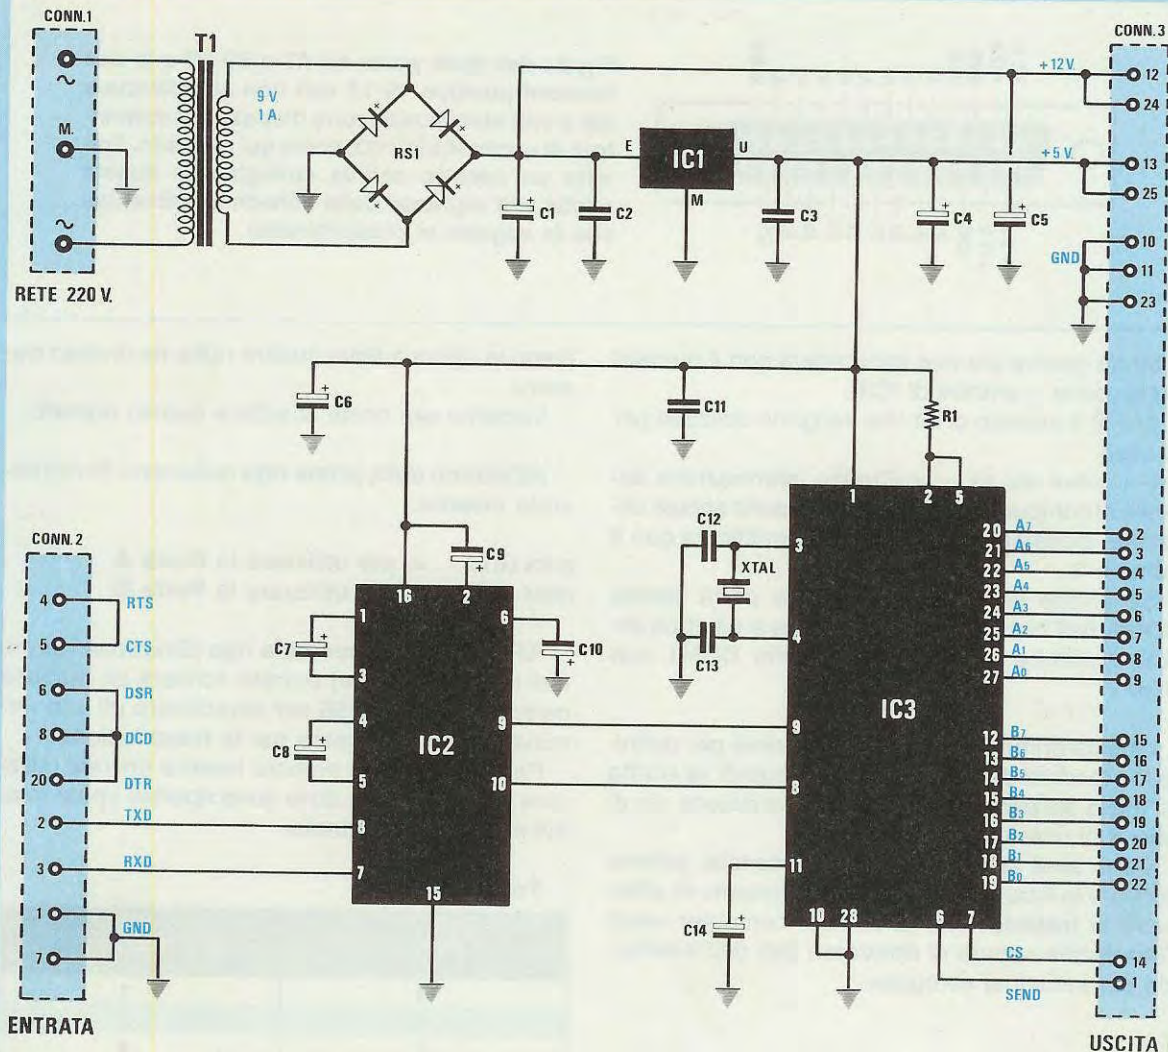 CONN.1
T1
9 V.
1 A.
RS1
M.
RETE 220 V.
C1
C2
E
IC1
U
M
C3
C4
C5
CONN.3
+12 V.
12
24
+5 V.
13
25
10
GND
11
23
C6
C11
R1
CONN.2
4
RTS
5
CTS
6
DSR
8
DCD
20
DTR
2
TXD
3
RXD
1
GND
7
ENTRATA
C9
16
2
1
6
C7
C10
3
4
9
IC2
C8
5
10
8
7
15
1
2
5
C12
3
XTAL
4
C13
9
IC3
8
11
C14
10
28
6
7
20 A7 2
21 A6 3
22 A5 4
23 A4 5
24 A3 6
25 A2 7
26 A1 8
27 A0 9
12 B7 15
13 B6 16
14 B5 17
15 B4 18
16 B3 19
17 B2 20
18 B1 21
19 B0 22
CS 14
SEND 1
USCITA